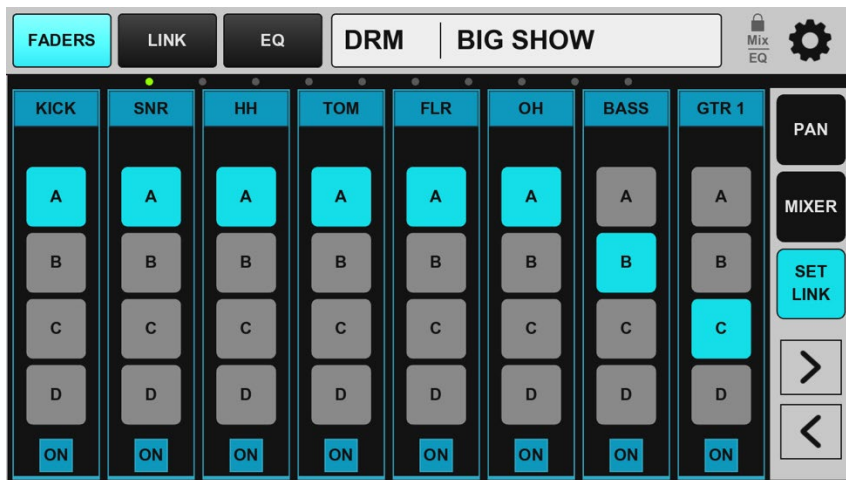 FADERS LINK EQ DRM BIG SHOW Mix
EQ
KICK SNR HH TOM FLR OH BASS GTR 1
PAN
A A A A A A A A
MIXER
B B B B B B B B
SET
LINK
C C C C C C C C
D D D D D D D D
ON ON ON ON ON ON ON ON